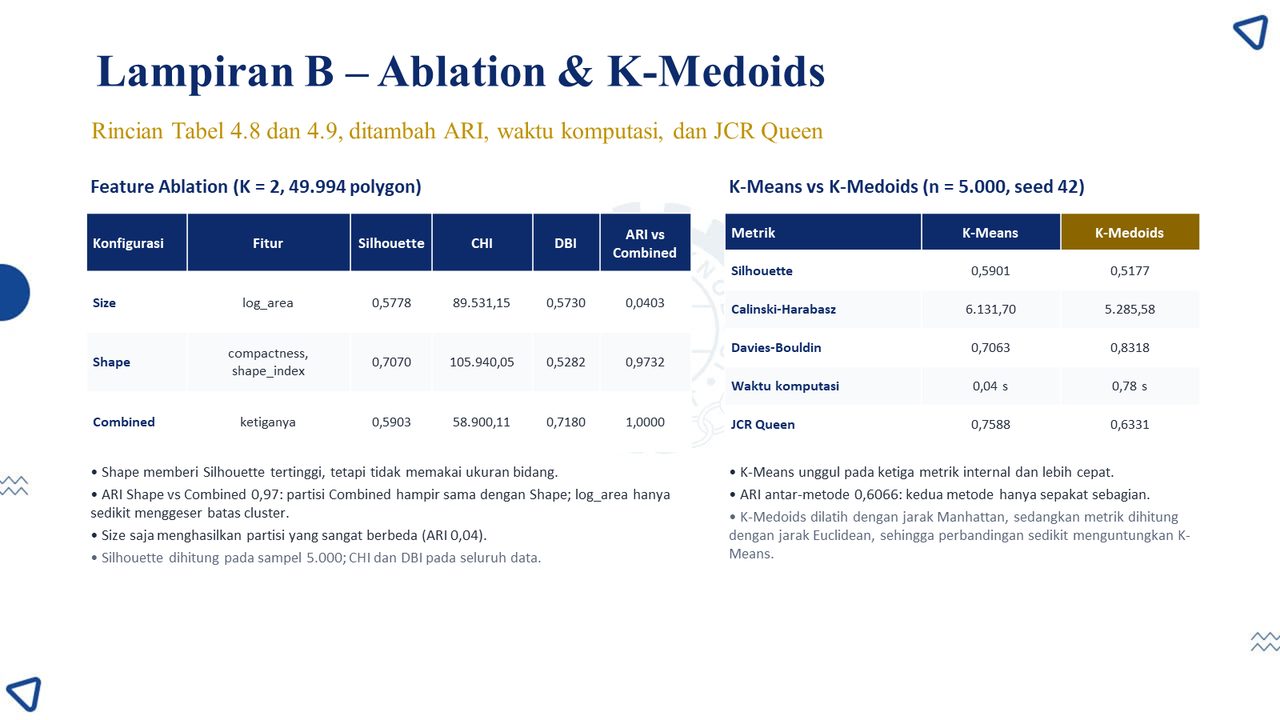 Lampiran B – Ablation & K-Medoids
Rincian Tabel 4.8 dan 4.9, ditambah ARI, waktu komputasi, dan JCR Queen
Feature Ablation (K = 2, 49.994 polygon)
Konfigurasi Fitur Silhouette CHI DBI ARI vs Combined
Size log_area 0,5778 89.531,15 0,5730 0,0403
Shape compactness, shape_index 0,7070 105.940,05 0,5282 0,9732
Combined ketiganya 0,5903 58.900,11 0,7180 1,0000
• Shape memberi Silhouette tertinggi, tetapi tidak memakai ukuran bidang.
• ARI Shape vs Combined 0,97: partisi Combined hampir sama dengan Shape; log_area hanya
sedikit menggeser batas cluster.
• Size saja menghasilkan partisi yang sangat berbeda (ARI 0,04).
• Silhouette dihitung pada sampel 5.000; CHI dan DBI pada seluruh data.
K-Means vs K-Medoids (n = 5.000, seed 42)
Metrik K-Means K-Medoids
Silhouette 0,5901 0,5177
Calinski-Harabasz 6.131,70 5.285,58
Davies-Bouldin 0,7063 0,8318
Waktu komputasi 0,04 s 0,78 s
JCR Queen 0,7588 0,6331
• K-Means unggul pada ketiga metrik internal dan lebih cepat.
• ARI antar-metode 0,6066: kedua metode hanya sepakat sebagian.
• K-Medoids dilatih dengan jarak Manhattan, sedangkan metrik dihitung
dengan jarak Euclidean, sehingga perbandingan sedikit menguntungkan K-
Means.